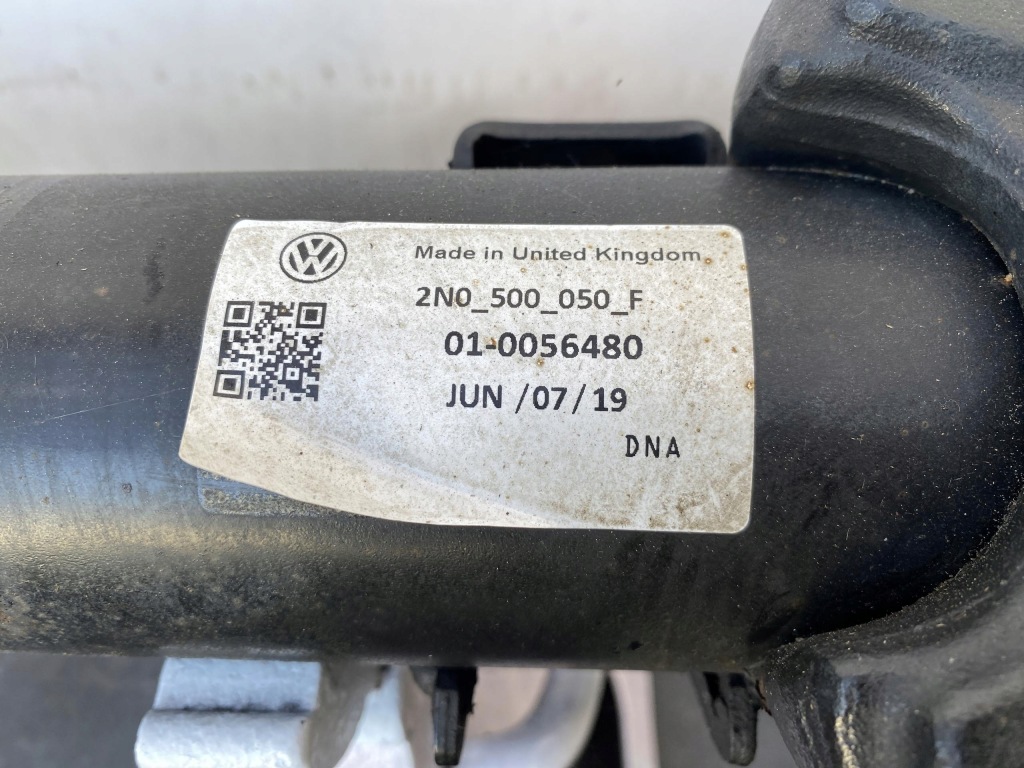 Made in United Kingdom
2N0_500_050_F
01-0056480
JUN /07/19
DNA